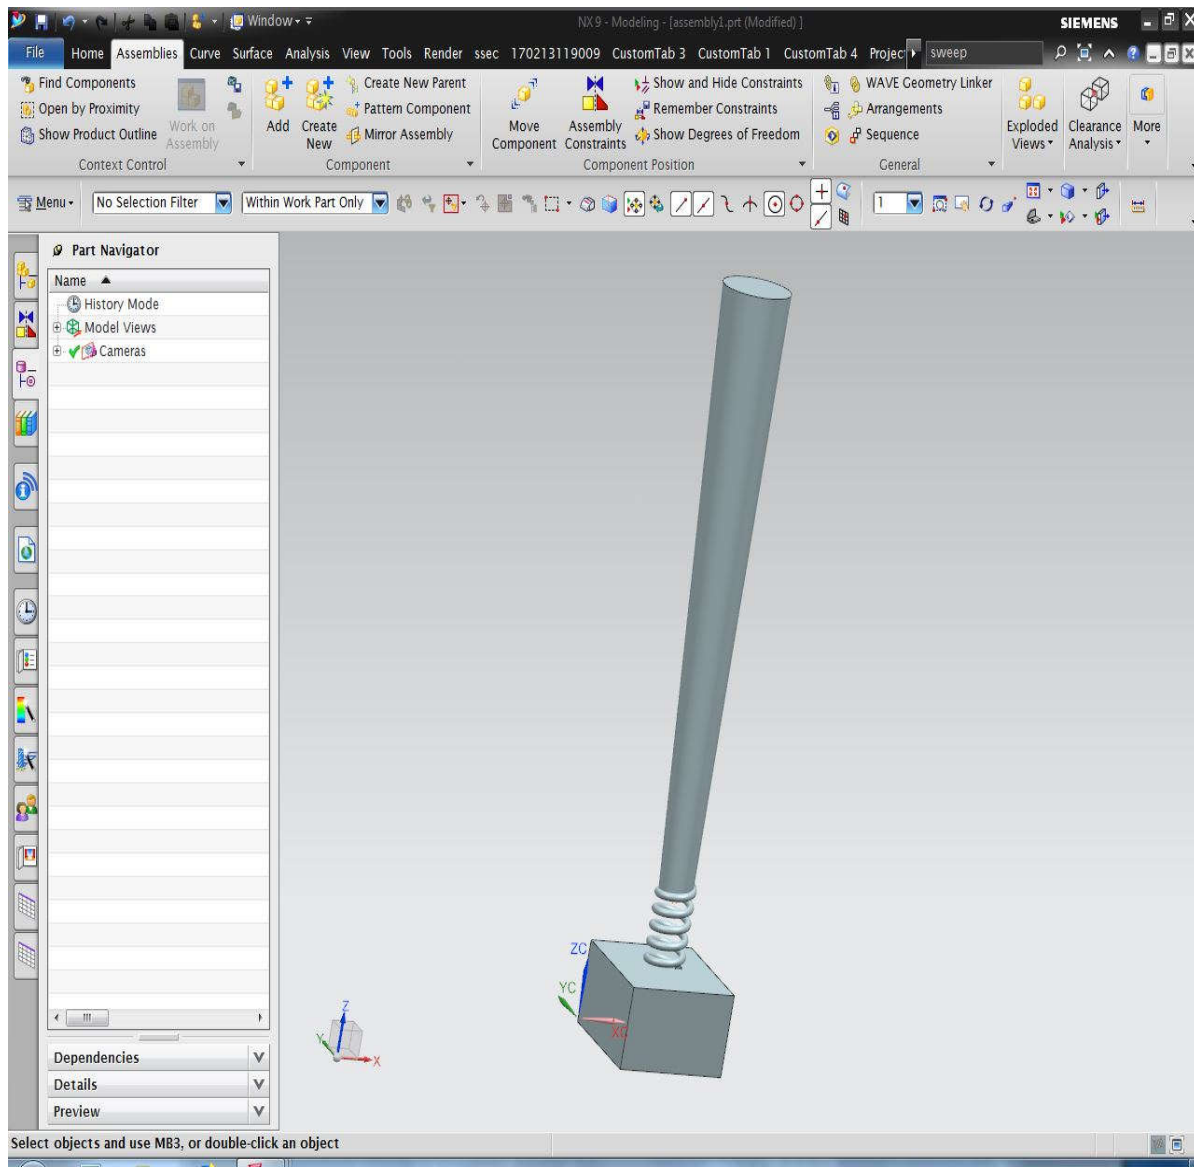 Window
NX 9 - Modeling - [assembly1.prt (Modified) ]
SIEMENS
File Home Assemblies Curve Surface Analysis View Tools Render ssec 170213119009 CustomTab 3 CustomTab 1 CustomTab 4 Projec sweep
Find Components
Open by Proximity
Show Product Outline
Work on
Assembly
Context Control
Add
Create
New
Create New Parent
Pattern Component
Mirror Assembly
Component
Move
Component
Assembly
Constraints
Show and Hide Constraints
Remember Constraints
Show Degrees of Freedom
Component Position
WAVE Geometry Linker
Arrangements
Sequence
General
Exploded
Views
Clearance
Analysis
More
Menu No Selection Filter Within Work Part Only 1
Part Navigator
Name
History Mode
Model Views
Cameras
ZC
YC
XC
Z
Y
X
Dependencies
Details
Preview
Select objects and use MB3, or double-click an object